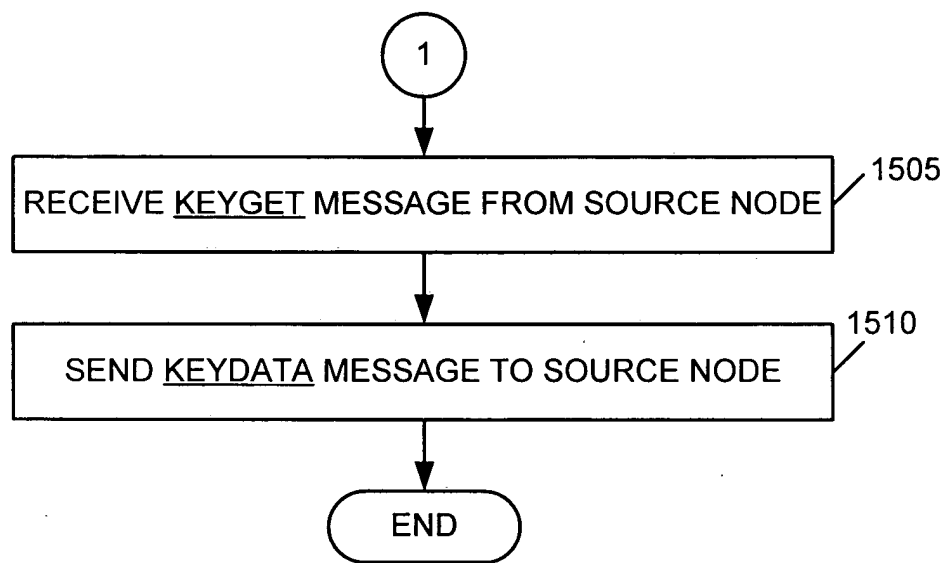 1
RECEIVE KEYGET MESSAGE FROM SOURCE NODE
1505
SEND KEYDATA MESSAGE TO SOURCE NODE
1510
END